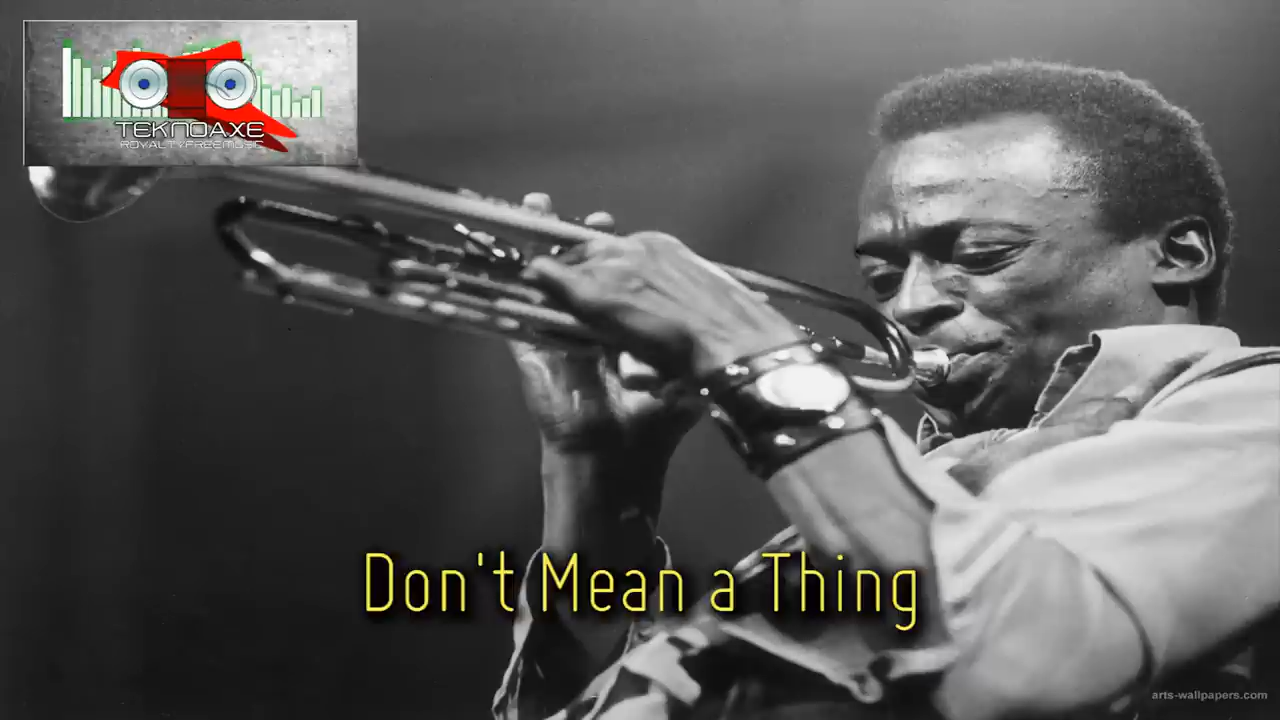 TEKNOAXE
ROYALTYFREEMUSIC
Don't Mean a Thing
arts-wallpapers.com